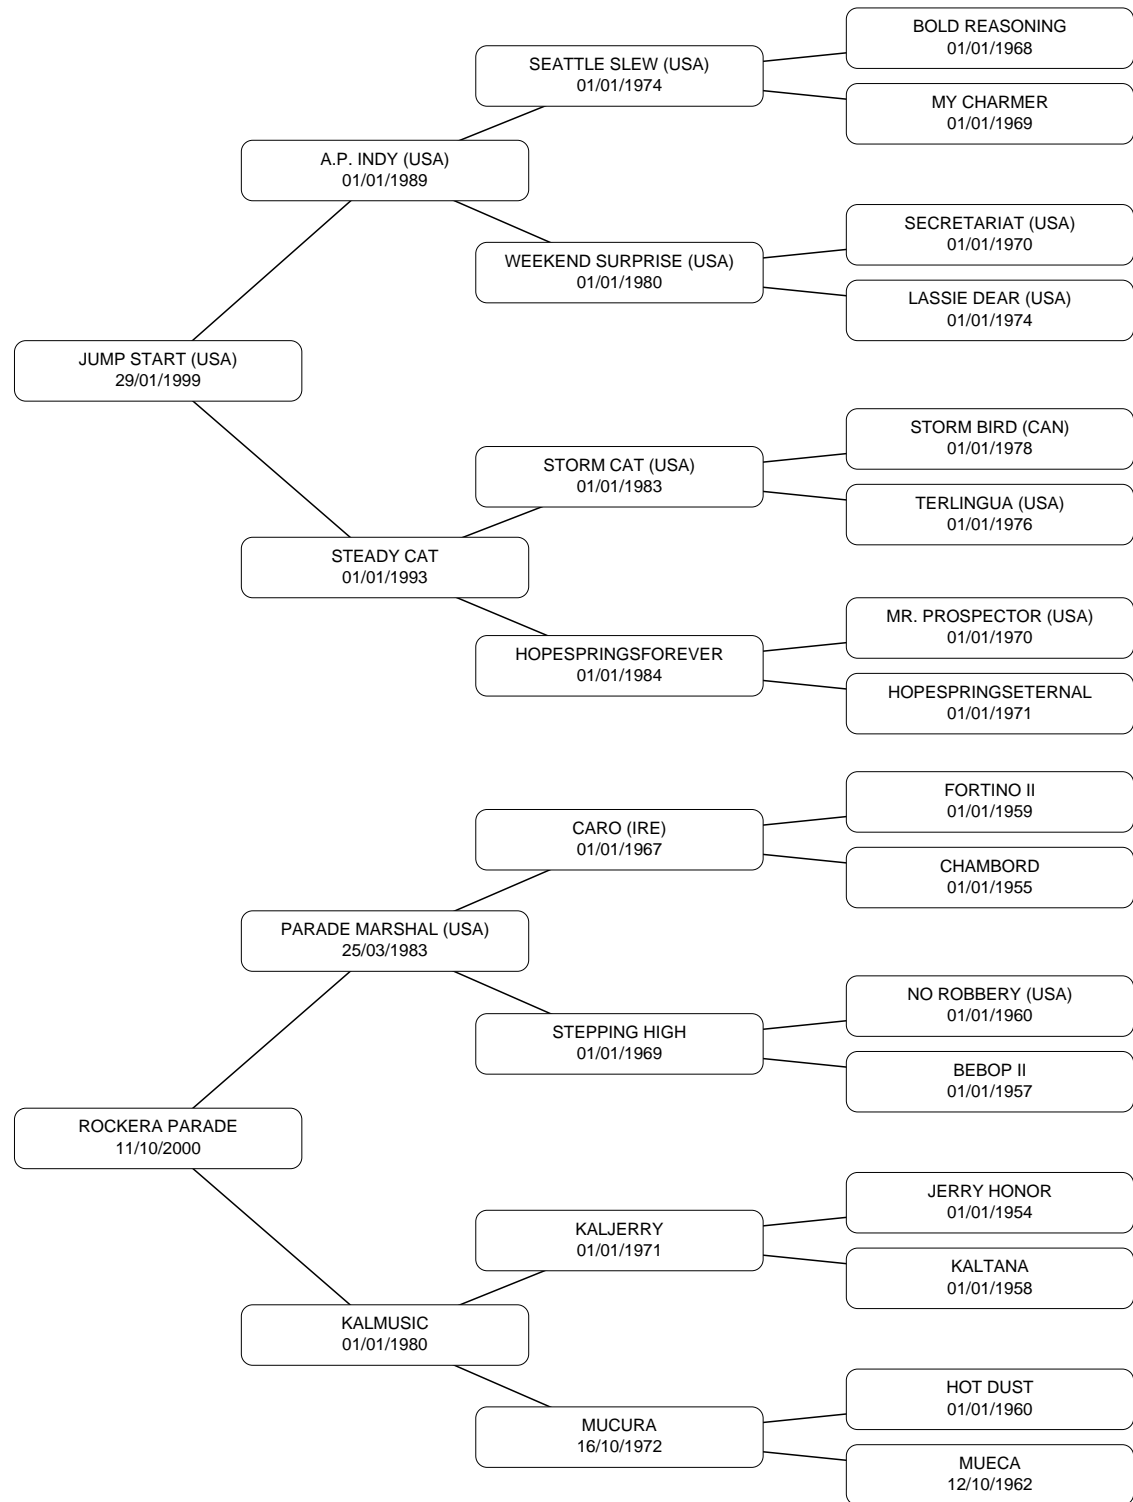 BOLD REASONING
01/01/1968
SEATTLE SLEW (USA)
01/01/1974
MY CHARMER
01/01/1969
A.P. INDY (USA)
01/01/1989
SECRETARIAT (USA)
01/01/1970
WEEKEND SURPRISE (USA)
01/01/1980
LASSIE DEAR (USA)
01/01/1974
JUMP START (USA)
29/01/1999
STORM BIRD (CAN)
01/01/1978
STORM CAT (USA)
01/01/1983
TERLINGUA (USA)
01/01/1976
STEADY CAT
01/01/1993
MR. PROSPECTOR (USA)
01/01/1970
HOPESPRINGSFOREVER
01/01/1984
HOPESPRINGSETERNAL
01/01/1971
FORTINO II
01/01/1959
CARO (IRE)
01/01/1967
CHAMBORD
01/01/1955
PARADE MARSHAL (USA)
25/03/1983
NO ROBBERY (USA)
01/01/1960
STEPPING HIGH
01/01/1969
BEBOP II
01/01/1957
ROCKERA PARADE
11/10/2000
JERRY HONOR
01/01/1954
KALJERRY
01/01/1971
KALTANA
01/01/1958
KALMUSIC
01/01/1980
HOT DUST
01/01/1960
MUCURA
16/10/1972
MUECA
12/10/1962